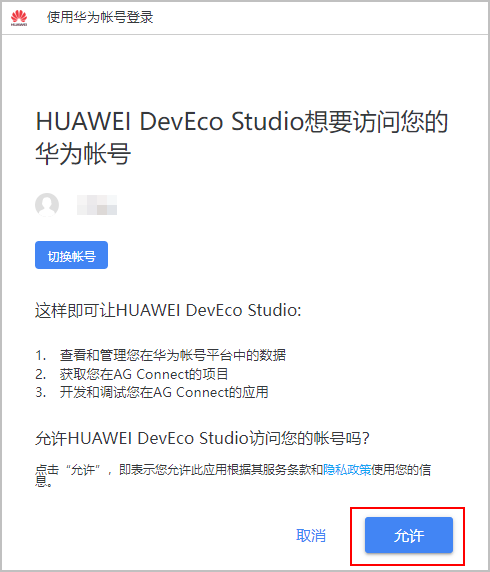 HUAWEI
使用华为帐号登录
HUAWEI DevEco Studio想要访问您的
华为帐号
切换帐号
这样即可让HUAWEI DevEco Studio:
1. 查看和管理您在华为帐号平台中的数据
2. 获取您在AG Connect的项目
3. 开发和调试您在AG Connect的应用
允许HUAWEI DevEco Studio访问您的帐号吗?
点击“允许”，即表示您允许此应用根据其服务条款和隐私政策使用您的信
息。
取消 允许